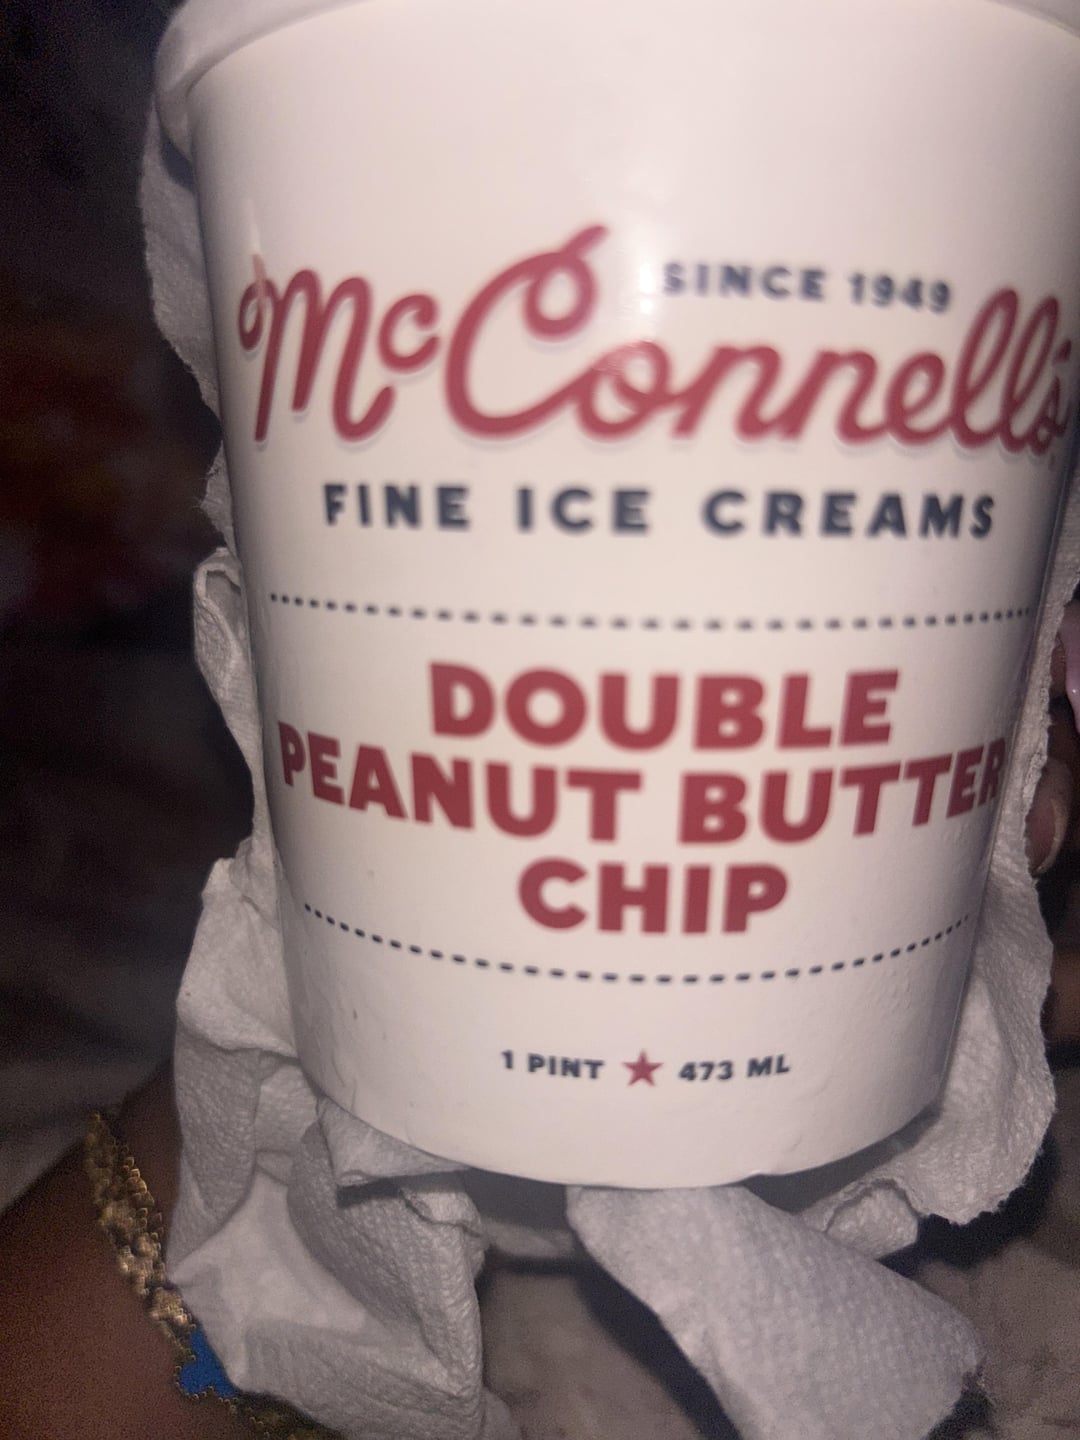 SINCE 1949
McConnell's
FINE ICE CREAMS
DOUBLE
PEANUT BUTTER
CHIP
1 PINT ★ 473 ML